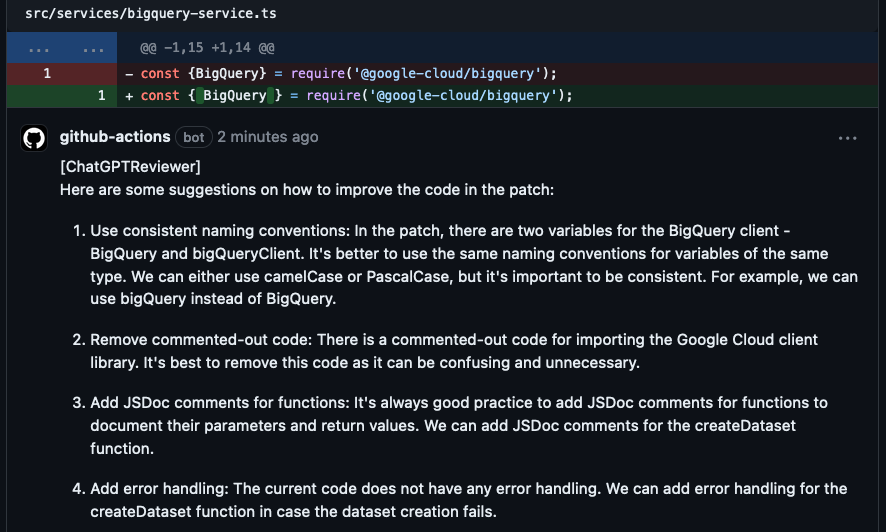 src/services/bigquery-service.ts
... ... @@ -1,15 +1,14 @@
1 - const {BigQuery} = require('@google-cloud/bigquery');
1 + const { BigQuery } = require('@google-cloud/bigquery');
github-actions bot 2 minutes ago ...
[ChatGPTReviewer]
Here are some suggestions on how to improve the code in the patch:
1. Use consistent naming conventions: In the patch, there are two variables for the BigQuery client -
BigQuery and bigQueryClient. It's better to use the same naming conventions for variables of the same
type. We can either use camelCase or PascalCase, but it's important to be consistent. For example, we can
use bigQuery instead of BigQuery.
2. Remove commented-out code: There is a commented-out code for importing the Google Cloud client
library. It's best to remove this code as it can be confusing and unnecessary.
3. Add JSDoc comments for functions: It's always good practice to add JSDoc comments for functions to
document their parameters and return values. We can add JSDoc comments for the createDataset
function.
4. Add error handling: The current code does not have any error handling. We can add error handling for the
createDataset function in case the dataset creation fails.